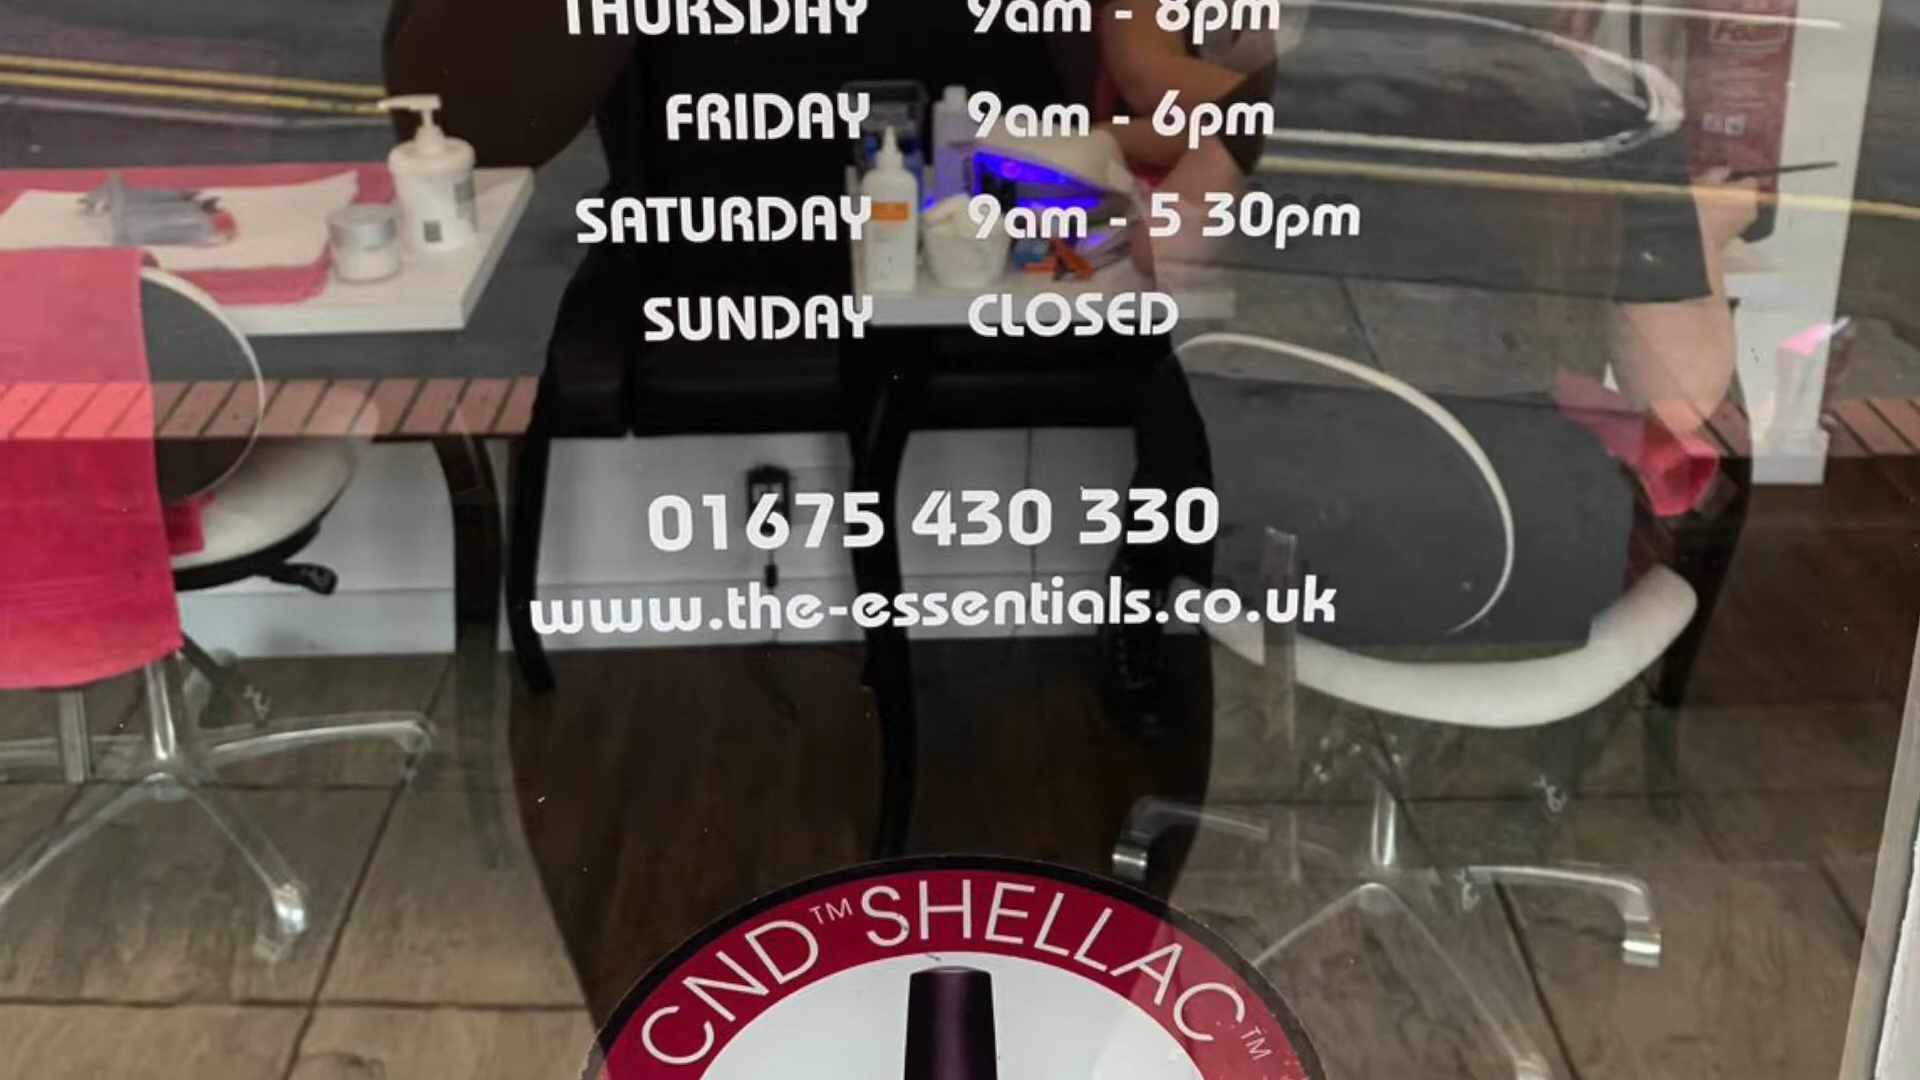 THURSDAY 9am - 8pm
FRIDAY 9am - 6pm
SATURDAY 9am - 5 30pm
SUNDAY CLOSED
01675 430 330
www.the-essentials.co.uk
CND™ SHELLAC™